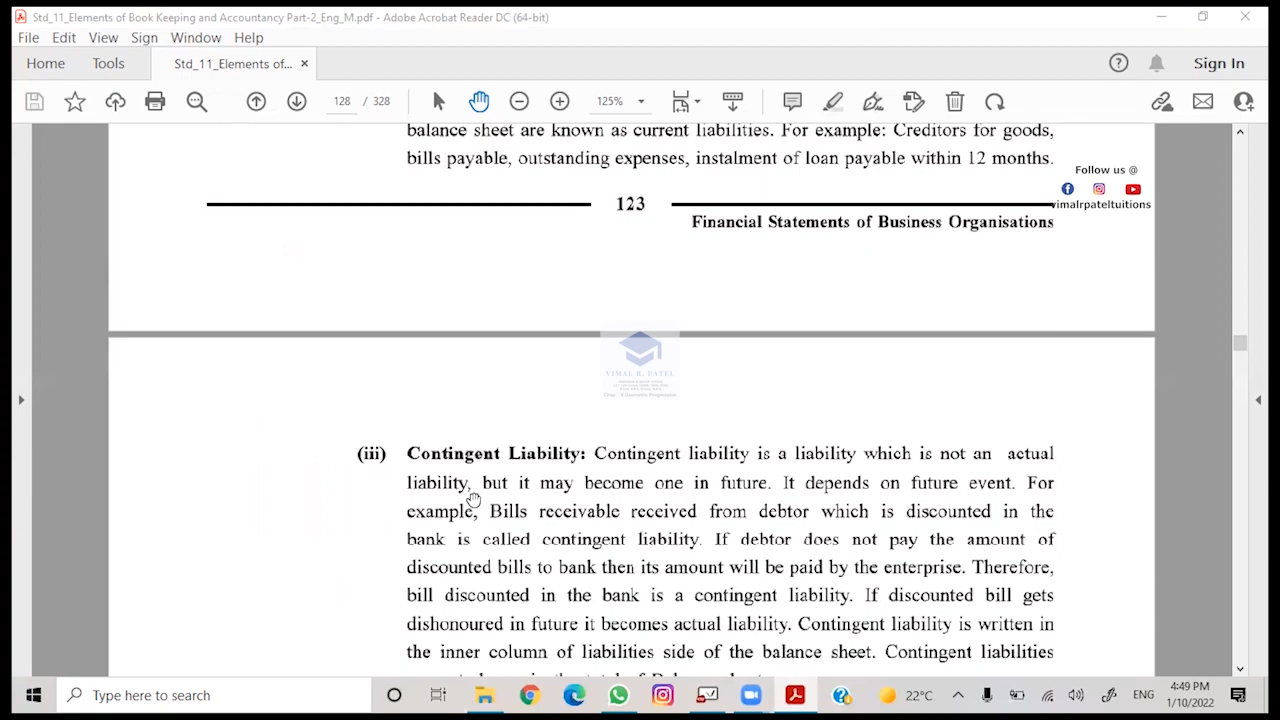 Std_11_Elements of Book Keeping and Accountancy Part-2_Eng_M.pdf - Adobe Acrobat Reader DC (64-bit)
File Edit View Sign Window Help
Home Tools Std_11_Elements of... Sign In
128 / 328 125%
balance sheet are known as current liabilities. For example: Creditors for goods,
bills payable, outstanding expenses, instalment of loan payable within 12 months.
Follow us @
vimalrpateltuitions
123
Financial Statements of Business Organisations
VIMAL R. PATEL
(iii) Contingent Liability: Contingent liability is a liability which is not an actual
liability, but it may become one in future. It depends on future event. For
example, Bills receivable received from debtor which is discounted in the
bank is called contingent liability. If debtor does not pay the amount of
discounted bills to bank then its amount will be paid by the enterprise. Therefore,
bill discounted in the bank is a contingent liability. If discounted bill gets
dishonoured in future it becomes actual liability. Contingent liability is written in
the inner column of liabilities side of the balance sheet. Contingent liabilities
Type here to search
22°C ENG
4:49 PM
1/10/2022